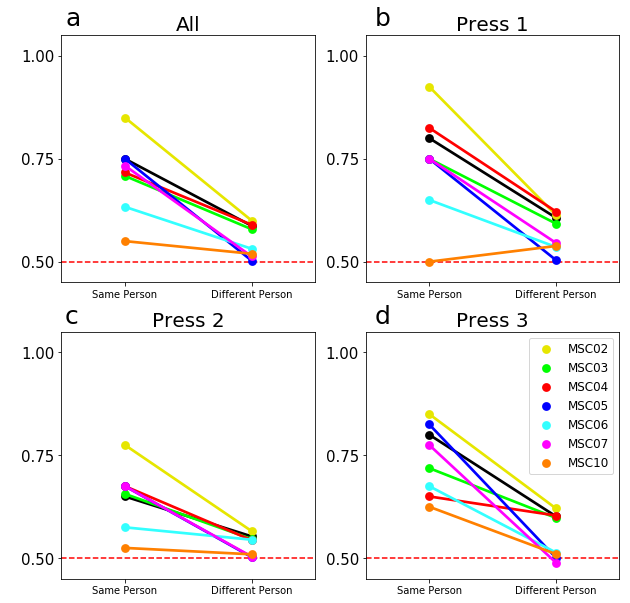 a
All
1.00
0.75
0.50
Same Person Different Person
b
Press 1
1.00
0.75
0.50
Same Person Different Person
c
Press 2
1.00
0.75
0.50
Same Person Different Person
d
Press 3
1.00
0.75
0.50
Same Person Different Person
MSC02
MSC03
MSC04
MSC05
MSC06
MSC07
MSC10